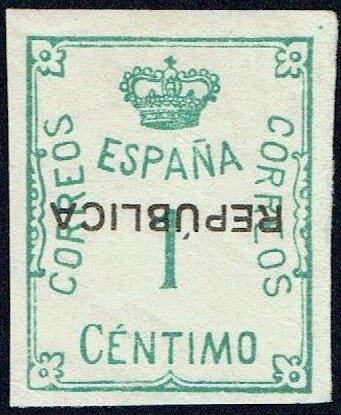 ESPAÑA
CORREOS
CORREOS
REPÚBLICA
1
CÉNTIMO